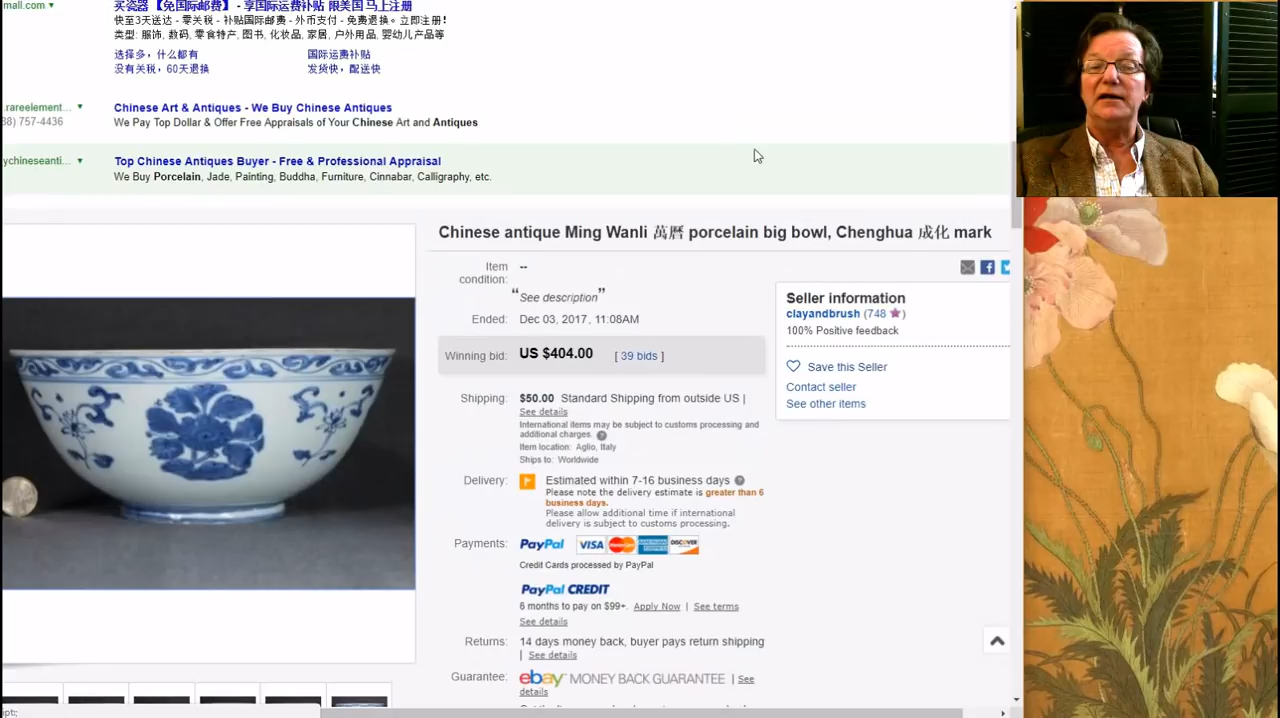 mall.com
买瓷器 【免国际邮费】 - 享国际运费补贴 限美国 马上注册
快至3天送达 - 零关税 - 补贴国际邮费 - 外币支付 - 免费退换。立即注册!
类型: 服饰, 数码, 零食特产, 图书, 化妆品, 家居, 户外用品, 婴幼儿产品等
选择多，什么都有 国际运费补贴
没有关税，60天退换 发货快，配送快
.rareelement...
88) 757-4436
Chinese Art & Antiques - We Buy Chinese Antiques
We Pay Top Dollar & Offer Free Appraisals of Your Chinese Art and Antiques
ychineseanti...
Top Chinese Antiques Buyer - Free & Professional Appraisal
We Buy Porcelain, Jade, Painting, Buddha, Furniture, Cinnabar, Calligraphy, etc.
Chinese antique Ming Wanli 萬曆 porcelain big bowl, Chenghua 成化 mark
Item condition: --
“See description”
Ended: Dec 03, 2017, 11:08AM
Winning bid: US $404.00 [ 39 bids ]
Shipping: $50.00 Standard Shipping from outside US |
See details
International items may be subject to customs processing and
additional charges.
Item location: Aglio, Italy
Ships to: Worldwide
Delivery: Estimated within 7-16 business days
Please note the delivery estimate is greater than 6
business days.
Please allow additional time if international
delivery is subject to customs processing.
Payments: PayPal VISA MasterCard AMERICAN EXPRESS DISCOVER
Credit Cards processed by PayPal
PayPal CREDIT
6 months to pay on $99+. Apply Now | See terms
See details
Returns: 14 days money back, buyer pays return shipping
| See details
Guarantee: ebay MONEY BACK GUARANTEE | See
details
Seller information
clayandbrush (748 ★ )
100% Positive feedback
Save this Seller
Contact seller
See other items
ipt;